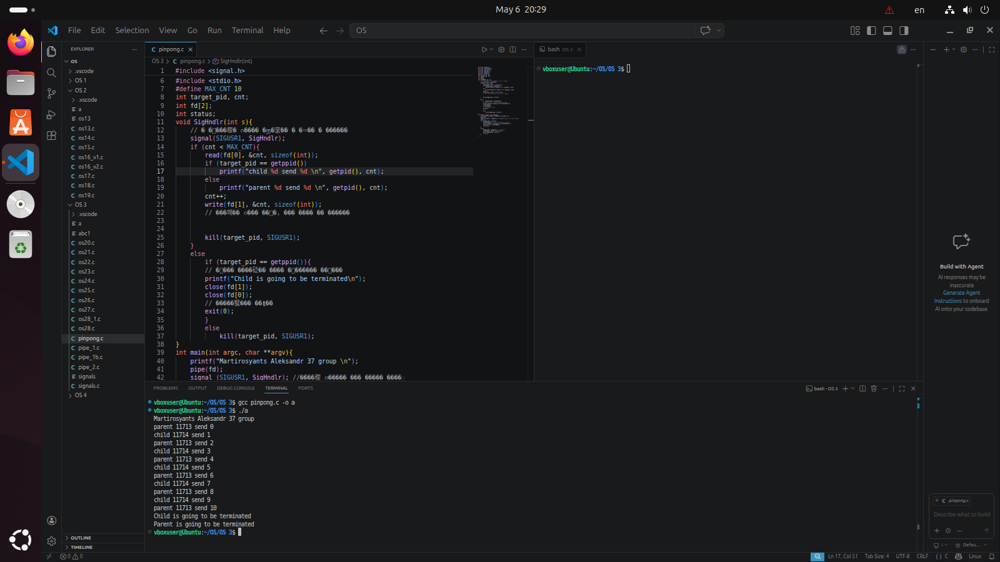 May 6 20:29
en
File Edit Selection View Go Run Terminal Help
OS
EXPLORER
OS
.vscode
OS 1
OS 2
.vscode
a
os13
os13.c
os14.c
os15.c
os16_v1.c
os16_v2.c
os17.c
os18.c
os19.c
OS 3
.vscode
a
abc1
os20.c
os21.c
os22.c
os23.c
os24.c
os25.c
os26.c
os27.c
os28_1.c
os28.c
pinpong.c
pipe_1.c
pipe_1b.c
pipe_2.c
signals
signals.c
OS 4
OUTLINE
TIMELINE
pinpong.c
OS 3 > pinpong.c > SigHndlr(int)
1 #include <signal.h>
6 #include <stdio.h>
7 #define MAX_CNT 10
8 int target_pid, cnt;
9 int fd[2];
10 int status;
11 void SigHndlr(int s){
12 //
13 signal(SIGUSR1, SigHndlr);
14 if (cnt < MAX_CNT){
15 read(fd[0], &cnt, sizeof(int));
16 if (target_pid == getppid())
17 printf("child %d send %d \n", getpid(), cnt);
18 else
19 printf("parent %d send %d \n", getpid(), cnt);
20 cnt++;
21 write(fd[1], &cnt, sizeof(int));
22 //
23
24
25 kill(target_pid, SIGUSR1);
26 }
27 else
28 if (target_pid == getppid()){
29 //
30 printf("Child is going to be terminated\n");
31 close(fd[1]);
32 close(fd[0]);
33 //
34 exit(0);
35 }
36 else
37 kill(target_pid, SIGUSR1);
38 }
39 int main(int argc, char **argv){
40 printf("Martirosyants Aleksandr 37 group \n");
41 pipe(fd);
42 signal (SIGUSR1, SigHndlr); //
bash OS 3
vboxuser@Ubuntu:~/OS/OS 3$
Build with Agent
AI responses may be
inaccurate
Generate Agent
Instructions to onboard
AI onto your codebase.
pinpong.c
Describe what to build
Defau...
PROBLEMS OUTPUT DEBUG CONSOLE TERMINAL PORTS
bash - OS 3
vboxuser@Ubuntu:~/OS/OS 3$ gcc pinpong.c -o a
vboxuser@Ubuntu:~/OS/OS 3$ ./a
Martirosyants Aleksandr 37 group
parent 11713 send 0
child 11714 send 1
parent 11713 send 2
child 11714 send 3
parent 11713 send 4
child 11714 send 5
parent 11713 send 6
child 11714 send 7
parent 11713 send 8
child 11714 send 9
parent 11713 send 10
Child is going to be terminated
Parent is going to be terminated
vboxuser@Ubuntu:~/OS/OS 3$
0 0
Ln 17, Col 51 Tab Size: 4 UTF-8 CRLF { } C Linux